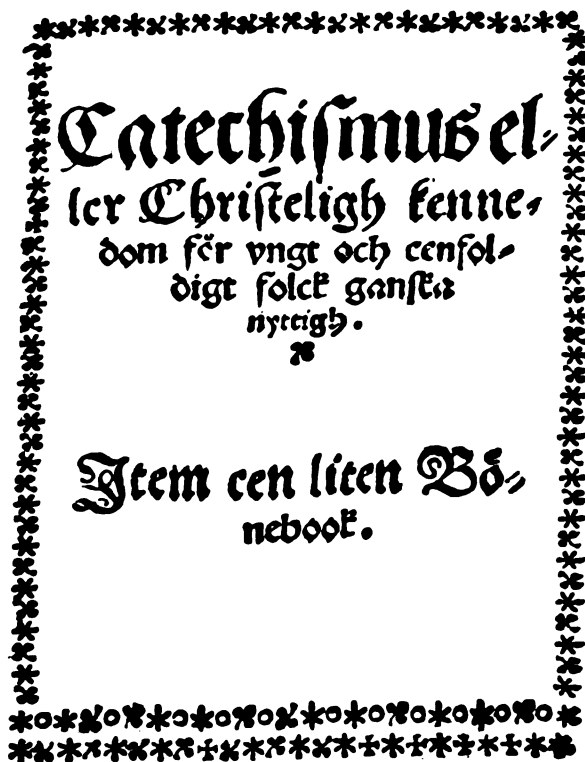 Catechiſmus el⸗
ler Chriſteligh kenne⸗
dom för vngt och eenfol⸗
digt folck ganſka
nyttigh.
Item een liten Bö⸗
nebook.